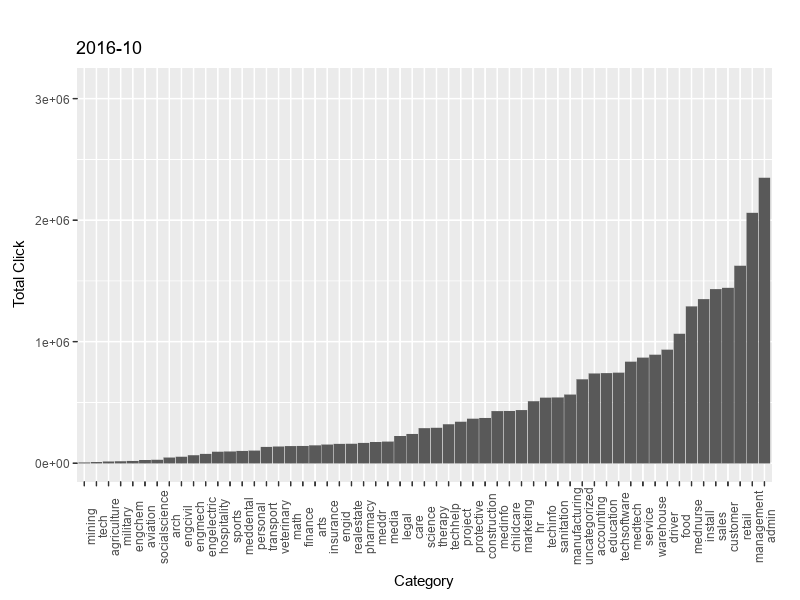 2016-10
3e+06
2e+06
1e+06
0e+00
Total Click
mining
tech
agriculture
military
engchem
aviation
socialscience
arch
engcivil
engmech
engelectric
hospitality
sports
meddental
personal
transport
veterinary
math
finance
arts
insurance
engid
realestate
pharmacy
meddr
media
legal
care
science
therapy
techhelp
project
protective
construction
medinfo
childcare
marketing
hr
techinfo
sanitation
manufacturing
uncategorized
accounting
education
techsoftware
medtech
service
warehouse
driver
food
mednurse
install
sales
customer
retail
management
admin
Category